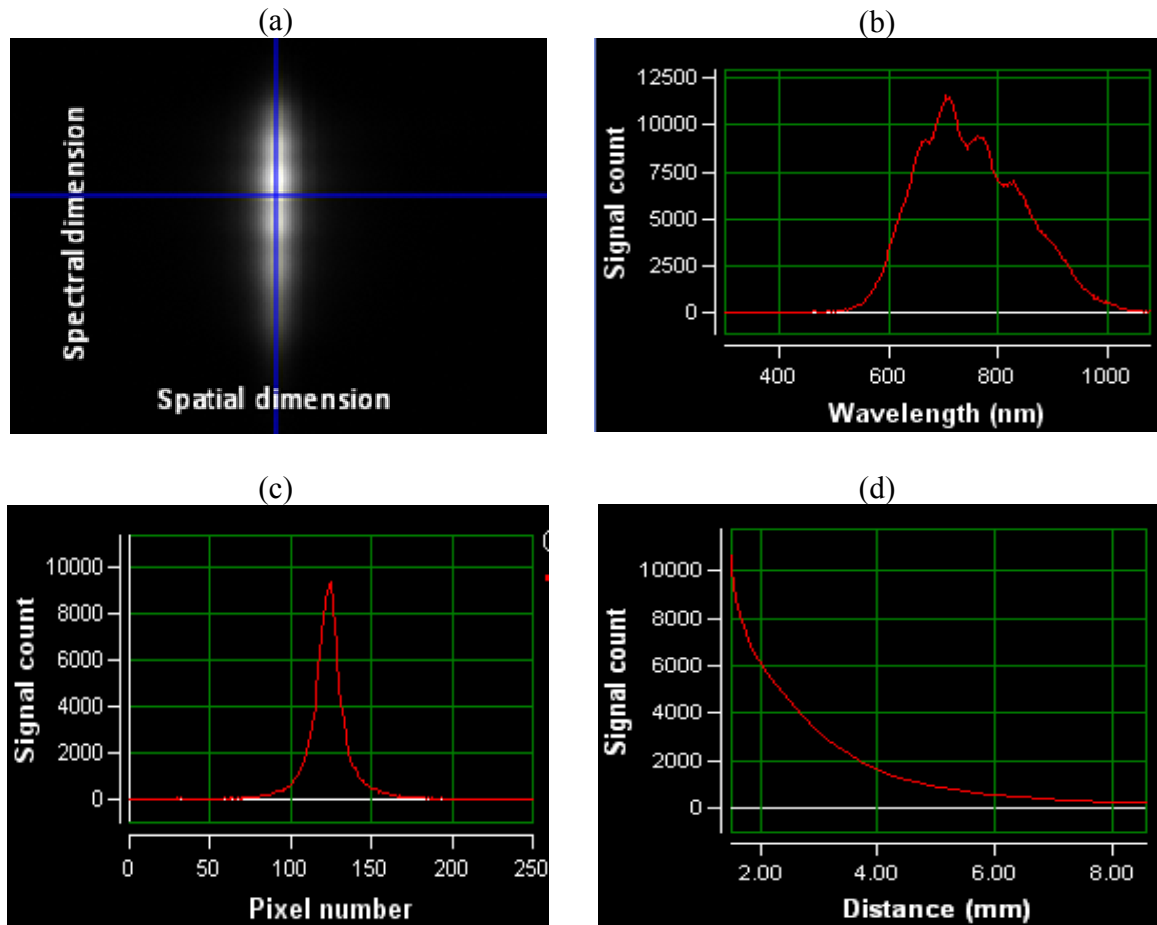 (a)
Spectral dimension
Spatial dimension
(b)
12500
10000
7500
5000
2500
0
Signal count
400 600 800 1000
Wavelength (nm)
(c)
10000
8000
6000
4000
2000
0
Signal count
0 50 100 150 200 250
Pixel number
(d)
10000
8000
6000
4000
2000
0
Signal count
2.00 4.00 6.00 8.00
Distance (mm)